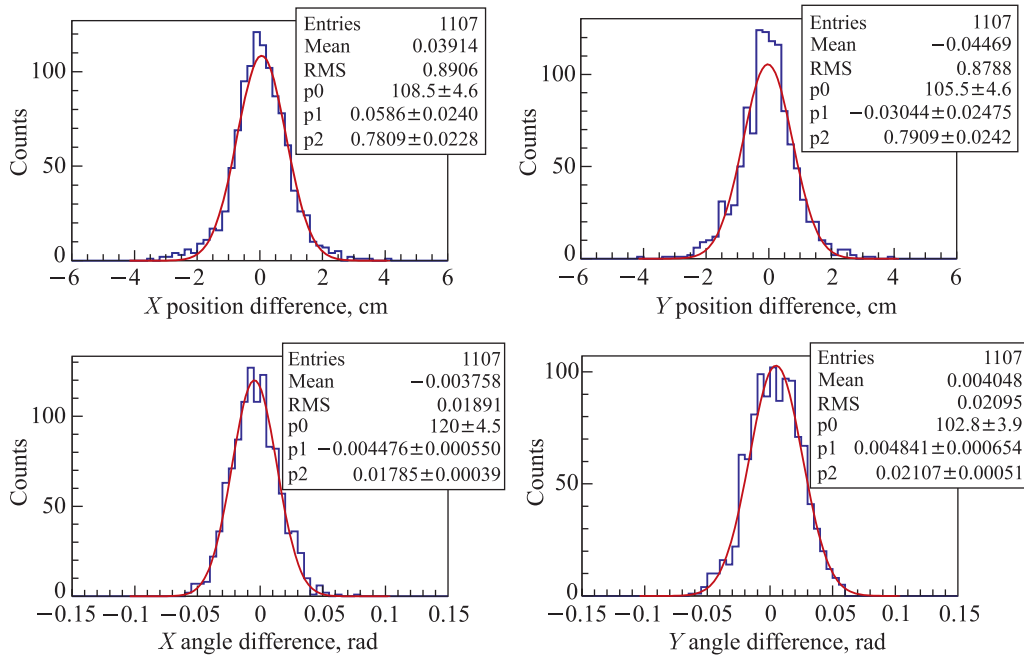 Entries 1107
Mean 0.03914
RMS 0.8906
p0 108.5±4.6
p1 0.0586±0.0240
p2 0.7809±0.0228
Counts
100
50
0
−6 −4 −2 0 2 4 6
X position difference, cm
Entries 1107
Mean −0.04469
RMS 0.8788
p0 105.5±4.6
p1 −0.03044±0.02475
p2 0.7909±0.0242
Counts
100
50
0
−6 −4 −2 0 2 4 6
Y position difference, cm
Entries 1107
Mean −0.003758
RMS 0.01891
p0 120±4.5
p1 −0.004476±0.000550
p2 0.01785±0.00039
Counts
100
50
0
−0.15 −0.1 −0.05 0 0.05 0.1 0.15
X angle difference, rad
Entries 1107
Mean 0.004048
RMS 0.02095
p0 102.8±3.9
p1 0.004841±0.000654
p2 0.02107±0.00051
Counts
100
50
0
−0.15 −0.1 −0.05 0 0.05 0.1 0.15
Y angle difference, rad